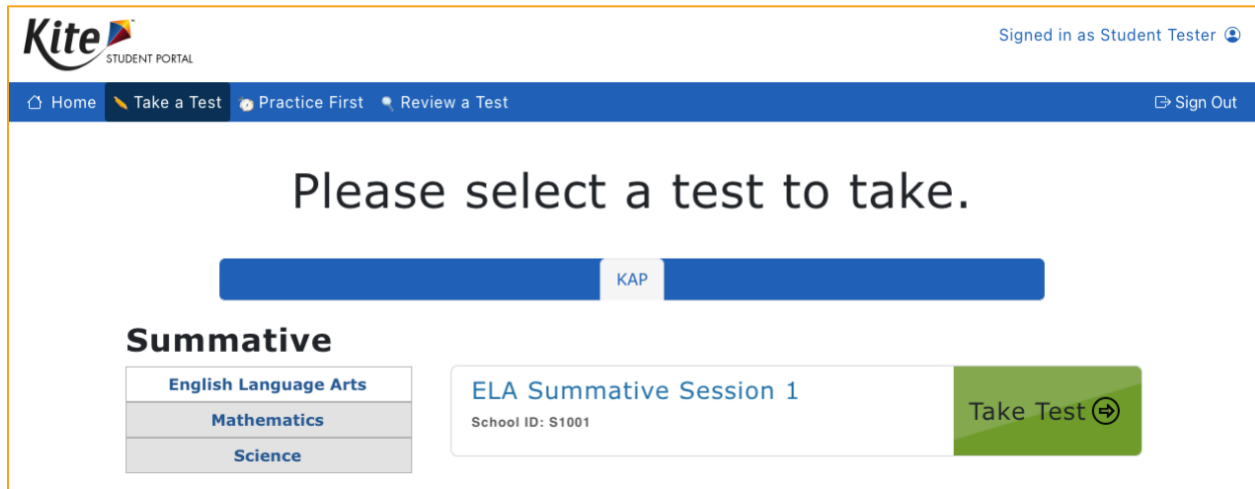 Kite
STUDENT PORTAL
Signed in as Student Tester
Home Take a Test Practice First Review a Test Sign Out
Please select a test to take.
KAP
Summative
English Language Arts
Mathematics
Science
ELA Summative Session 1
School ID: S1001
Take Test